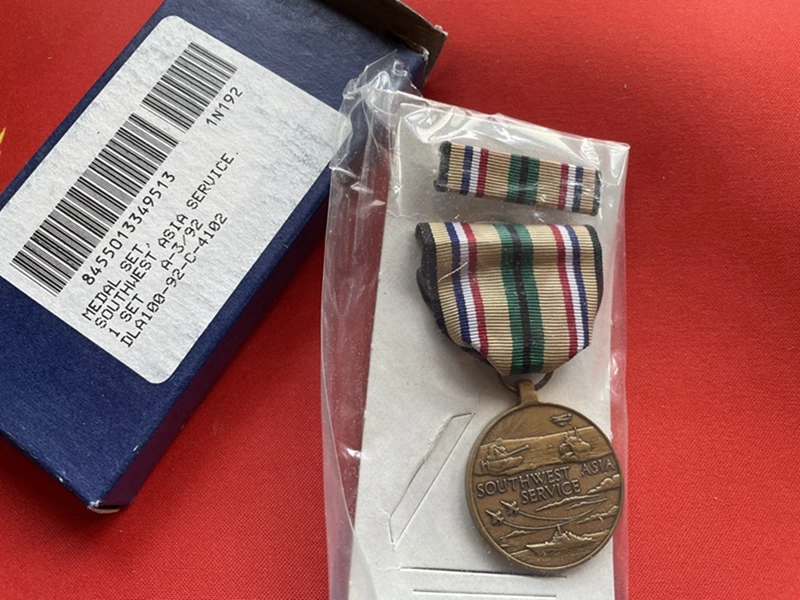 1N192
8455013349513
MEDAL SET,
SOUTHWEST ASIA SERVICE.
1 SET A-3/92
DLA100-92-C-4102
SOUTHWEST ASIA
SERVICE